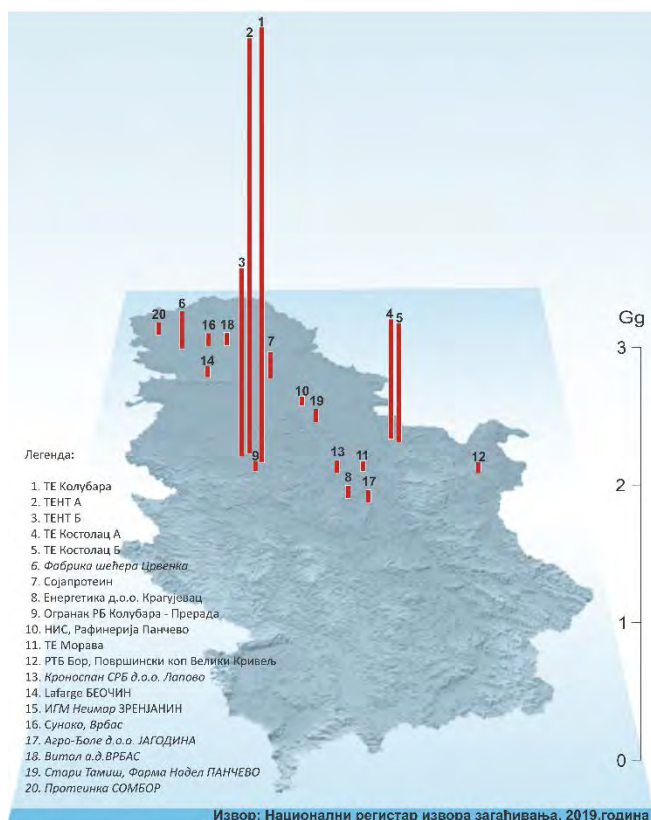 1
2
3
4
5
6
20
16
18
7
14
10
19
9
13
11
12
8
17
Gg
3
2
1
0
Легенда:
1. ТЕ Колубара
2. ТЕНТ А
3. ТЕНТ Б
4. ТЕ Костолац А
5. ТЕ Костолац Б
6. Фабрика шећера Црвенка
7. Сојапротеин
8. Енергетика д.о.о. Крагујевац
9. Огранак РБ Колубара - Прерада
10. НИС, Рафинерија Панчево
11. ТЕ Морава
12. РТБ Бор, Површински коп Велики Кривељ
13. Кроноспан СРБ д.о.о. Лапово
14. Lafarge БЕОЧИН
15. ИГМ Неимар ЗРЕЊАНИН
16. Суноко, Врбас
17. Агро-Ђоле д.о.о. ЈАГОДИНА
18. Витал а.д.ВРБАС
19. Стари Тамиш, Фарма Надел ПАНЧЕВО
20. Протеинка СОМБОР
Извор: Национални регистар извора загађивања, 2019.година